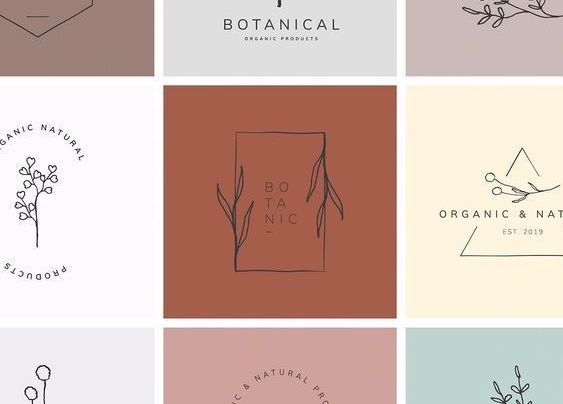 BOTANICAL
ORGANIC PRODUCTS
GANIC NATURAL
PRODUCTS
BO
TA
NIC
ORGANIC & NAT
EST. 2019
C & NATURAL PRO